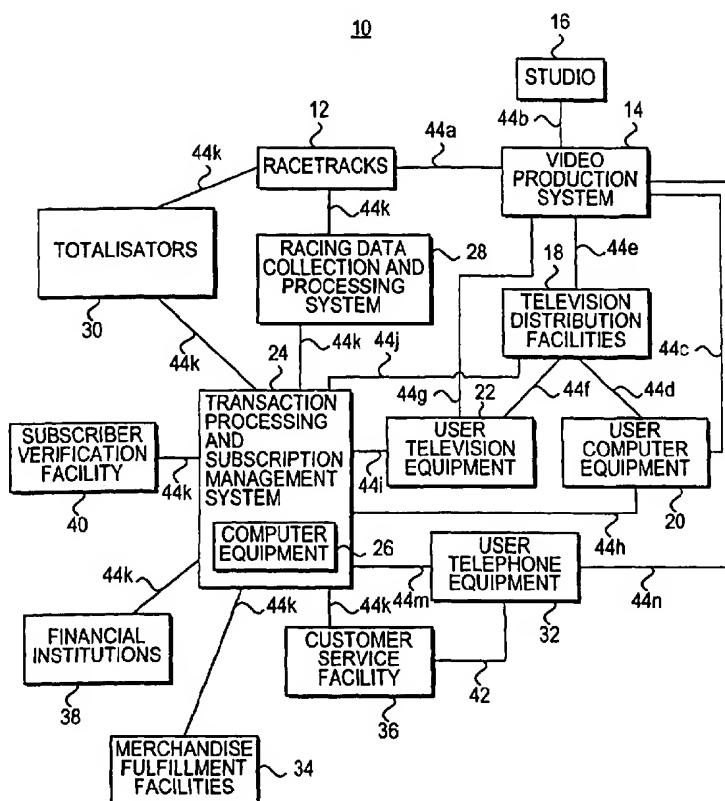 10
16
STUDIO
12
44a
44b
14
44k
RACETRACKS
VIDEO
PRODUCTION
SYSTEM
44k
TOTALISATORS
RACING DATA
COLLECTION AND
PROCESSING
SYSTEM
28
18
44e
30
TELEVISION
DISTRIBUTION
FACILITIES
44k
24
44k
44j
44c
44g
22
44f
44d
TRANSACTION
PROCESSING
AND
SUBSCRIPTION
MANAGEMENT
SYSTEM
SUBSCRIBER
VERIFICATION
FACILITY
USER
TELEVISION
EQUIPMENT
USER
COMPUTER
EQUIPMENT
44k
44i
40
20
44h
COMPUTER
EQUIPMENT
26
USER
TELEPHONE
EQUIPMENT
44k
44k
44k
44m
44n
32
FINANCIAL
INSTITUTIONS
CUSTOMER
SERVICE
FACILITY
42
38
36
MERCHANDISE
FULFILLMENT
FACILITIES
34